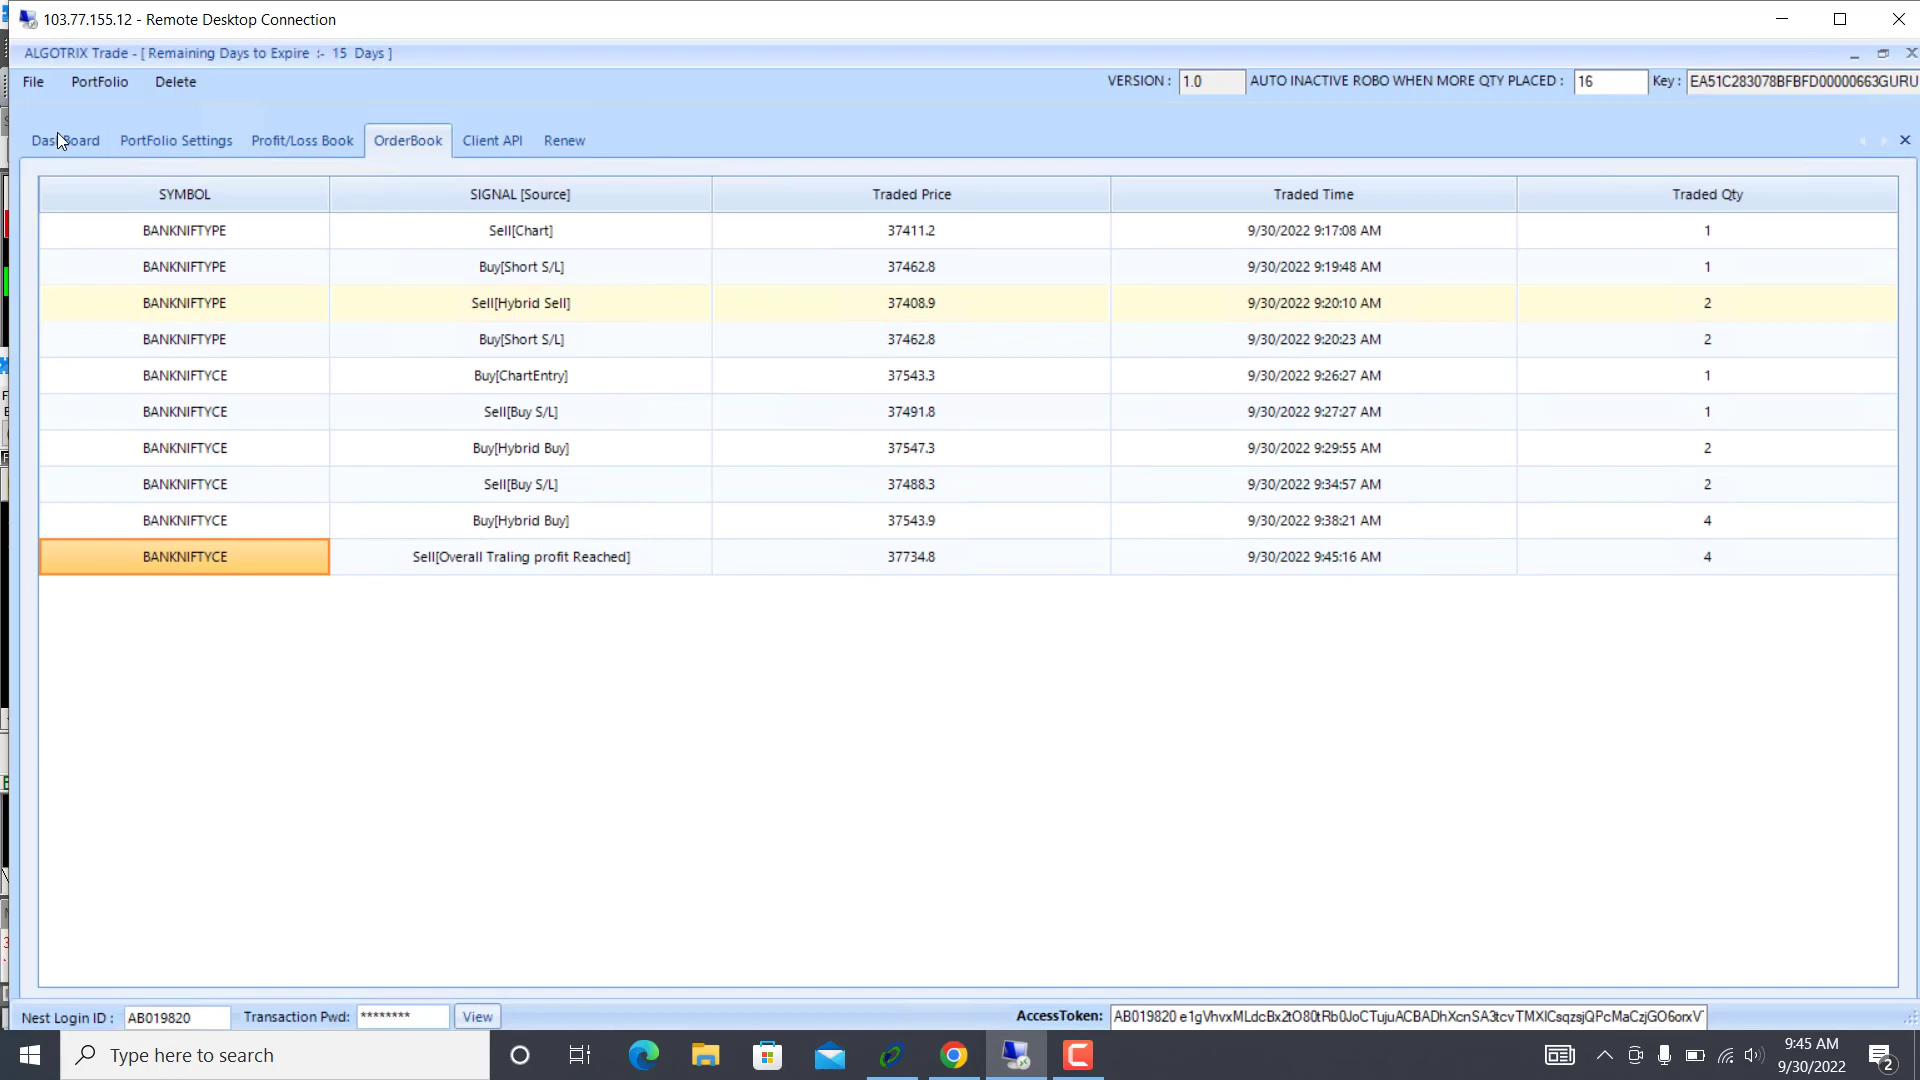 103.77.155.12 - Remote Desktop Connection
ALGOTRIX Trade - [ Remaining Days to Expire :- 15 Days ]
File PortFolio Delete VERSION : 1.0 AUTO INACTIVE ROBO WHEN MORE QTY PLACED : 16 Key : EA51C283078BFBFD00000663GURU
DashBoard PortFolio Settings Profit/Loss Book OrderBook Client API Renew
SYMBOL SIGNAL [Source] Traded Price Traded Time Traded Qty
BANKNIFTYPE Sell[Chart] 37411.2 9/30/2022 9:17:08 AM 1
BANKNIFTYPE Buy[Short S/L] 37462.8 9/30/2022 9:19:48 AM 1
BANKNIFTYPE Sell[Hybrid Sell] 37408.9 9/30/2022 9:20:10 AM 2
BANKNIFTYPE Buy[Short S/L] 37462.8 9/30/2022 9:20:23 AM 2
BANKNIFTYCE Buy[ChartEntry] 37543.3 9/30/2022 9:26:27 AM 1
BANKNIFTYCE Sell[Buy S/L] 37491.8 9/30/2022 9:27:27 AM 1
BANKNIFTYCE Buy[Hybrid Buy] 37547.3 9/30/2022 9:29:55 AM 2
BANKNIFTYCE Sell[Buy S/L] 37488.3 9/30/2022 9:34:57 AM 2
BANKNIFTYCE Buy[Hybrid Buy] 37543.9 9/30/2022 9:38:21 AM 4
BANKNIFTYCE Sell[Overall Traling profit Reached] 37734.8 9/30/2022 9:45:16 AM 4
Nest Login ID : AB019820 Transaction Pwd: ******** View AccessToken: AB019820
Type here to search 9:45 AM
9/30/2022 2